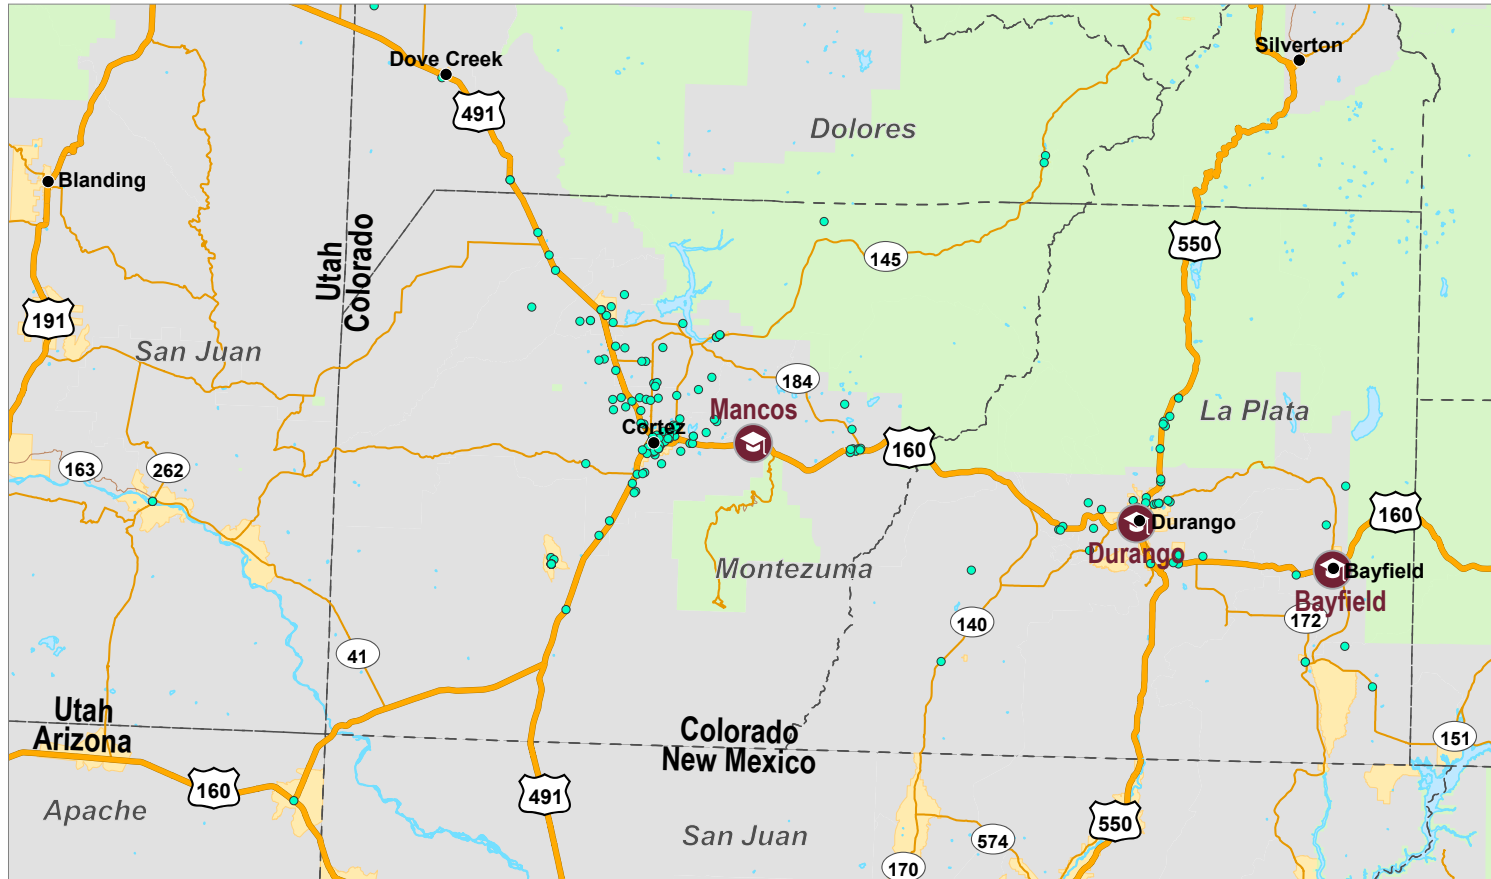 Silverton
Dove Creek
491
Dolores
Blanding
Utah
Colorado
550
145
191
San Juan
184
La Plata
Mancos
Cortez
160
163
262
160
Durango
Durango
Montezuma
Bayfield
Bayfield
172
140
41
Utah
Arizona
Colorado
New Mexico
151
160
491
Apache
550
San Juan
574
170